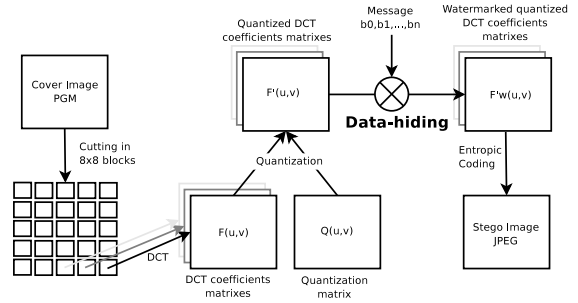 Cover Image
PGM
Cutting in
8x8 blocks
DCT
F(u,v)
DCT coefficients
matrixes
Q(u,v)
Quantization
matrix
Quantization
Quantized DCT
coefficients matrixes
F'(u,v)
Message
b0,b1,...,bn
Data-hiding
Watermarked quantized
DCT coefficients
matrixes
F'w(u,v)
Entropic
Coding
Stego Image
JPEG